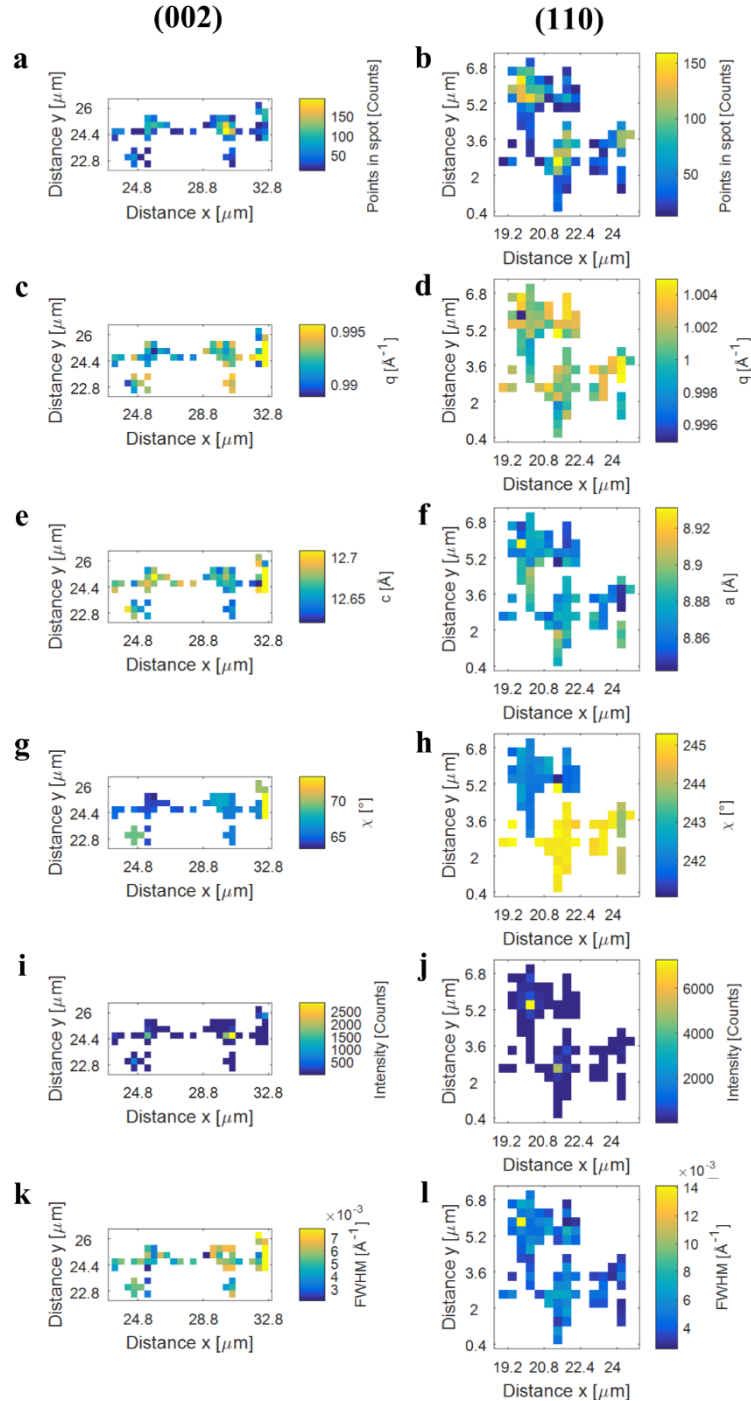 (002)
(110)
a
26
24.4
22.8
24.8 28.8 32.8
Distance x [μm]
Distance y [μm]
150
100
50
Points in spot [Counts]
b
6.8
5.2
3.6
2
0.4
19.2 20.8 22.4 24
Distance x [μm]
Distance y [μm]
150
100
50
Points in spot [Counts]
c
26
24.4
22.8
24.8 28.8 32.8
Distance x [μm]
Distance y [μm]
0.995
0.99
q [Å⁻¹]
d
6.8
5.2
3.6
2
0.4
19.2 20.8 22.4 24
Distance x [μm]
Distance y [μm]
1.004
1.002
1
0.998
0.996
q [Å⁻¹]
e
26
24.4
22.8
24.8 28.8 32.8
Distance x [μm]
Distance y [μm]
12.7
12.65
c [Å]
f
6.8
5.2
3.6
2
0.4
19.2 20.8 22.4 24
Distance x [μm]
Distance y [μm]
8.92
8.9
8.88
8.86
a [Å]
g
26
24.4
22.8
24.8 28.8 32.8
Distance x [μm]
Distance y [μm]
70
65
χ [°]
h
6.8
5.2
3.6
2
0.4
19.2 20.8 22.4 24
Distance x [μm]
Distance y [μm]
245
244
243
242
χ [°]
i
26
24.4
22.8
24.8 28.8 32.8
Distance x [μm]
Distance y [μm]
2500
2000
1500
1000
500
Intensity [Counts]
j
6.8
5.2
3.6
2
0.4
19.2 20.8 22.4 24
Distance x [μm]
Distance y [μm]
6000
4000
2000
Intensity [Counts]
k
26
24.4
22.8
24.8 28.8 32.8
Distance x [μm]
Distance y [μm]
×10⁻³
7
6
5
4
3
FWHM [Å⁻¹]
l
6.8
5.2
3.6
2
0.4
19.2 20.8 22.4 24
Distance x [μm]
Distance y [μm]
×10⁻³
14
12
10
8
6
4
FWHM [Å⁻¹]